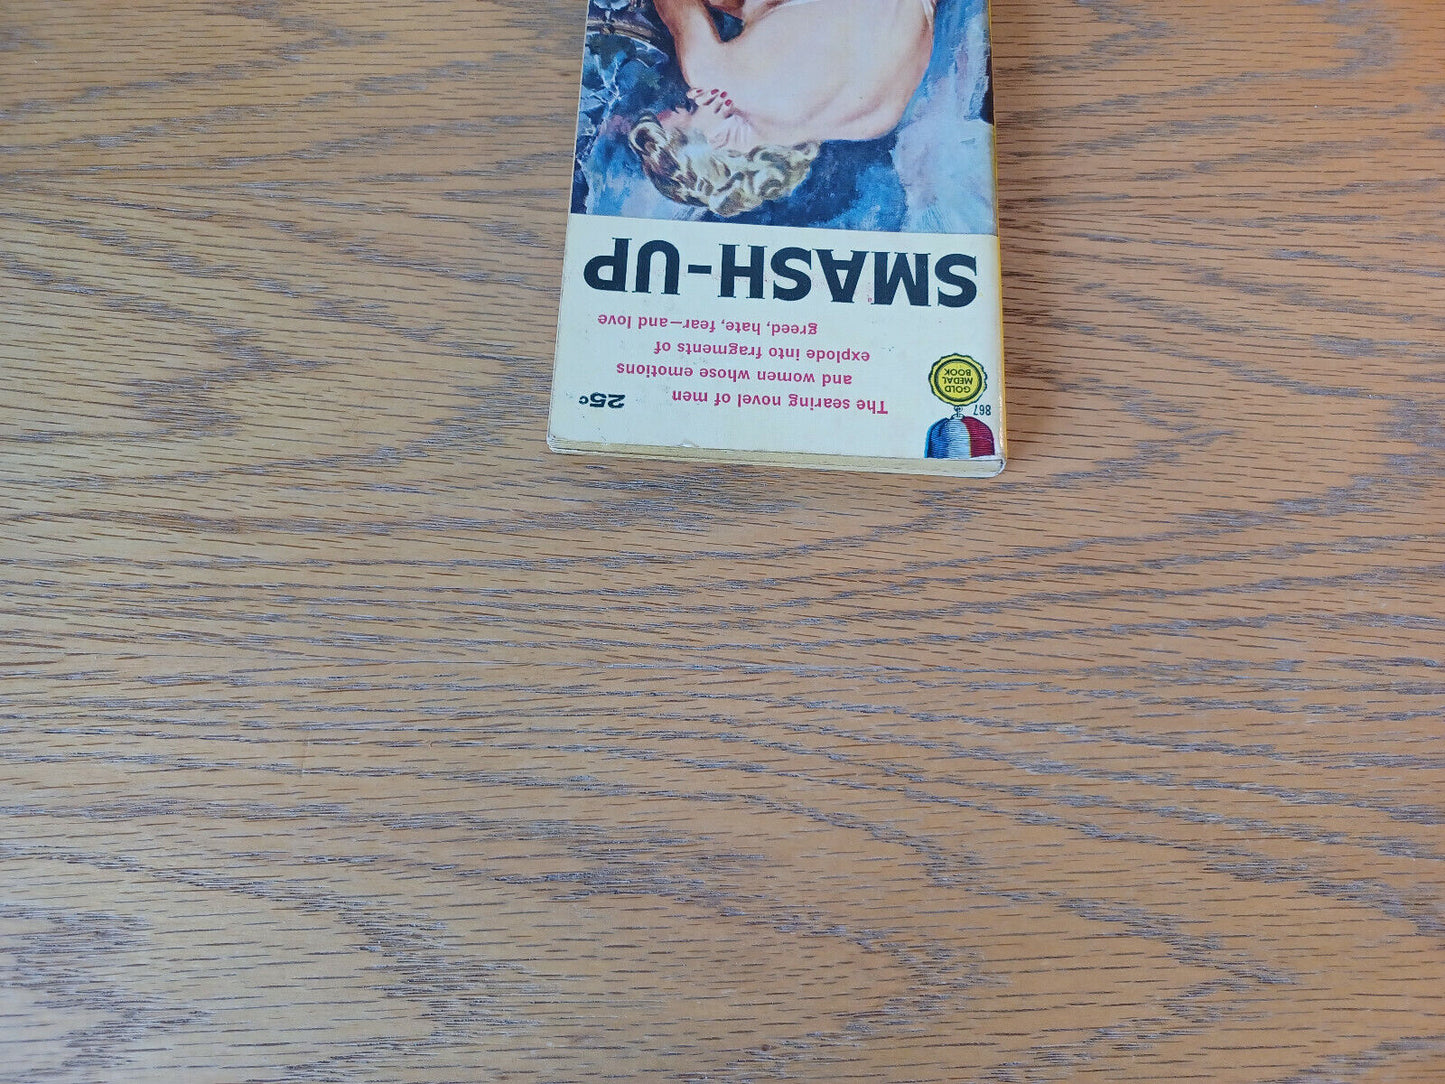 867
GOLD
MEDAL
BOOK
The searing novel of men
and women whose emotions
explode into fragments of
greed, hate, fear—and love
25c
SMASH-UP